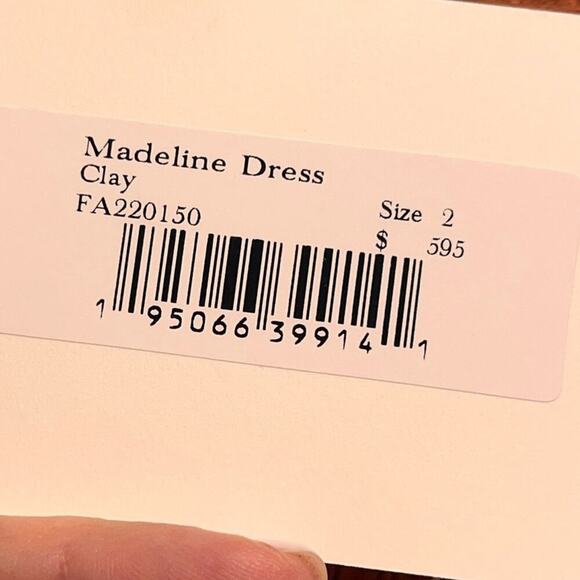 Madeline Dress
Clay
FA220150
Size 2
$ 595
1 95066 39914 1